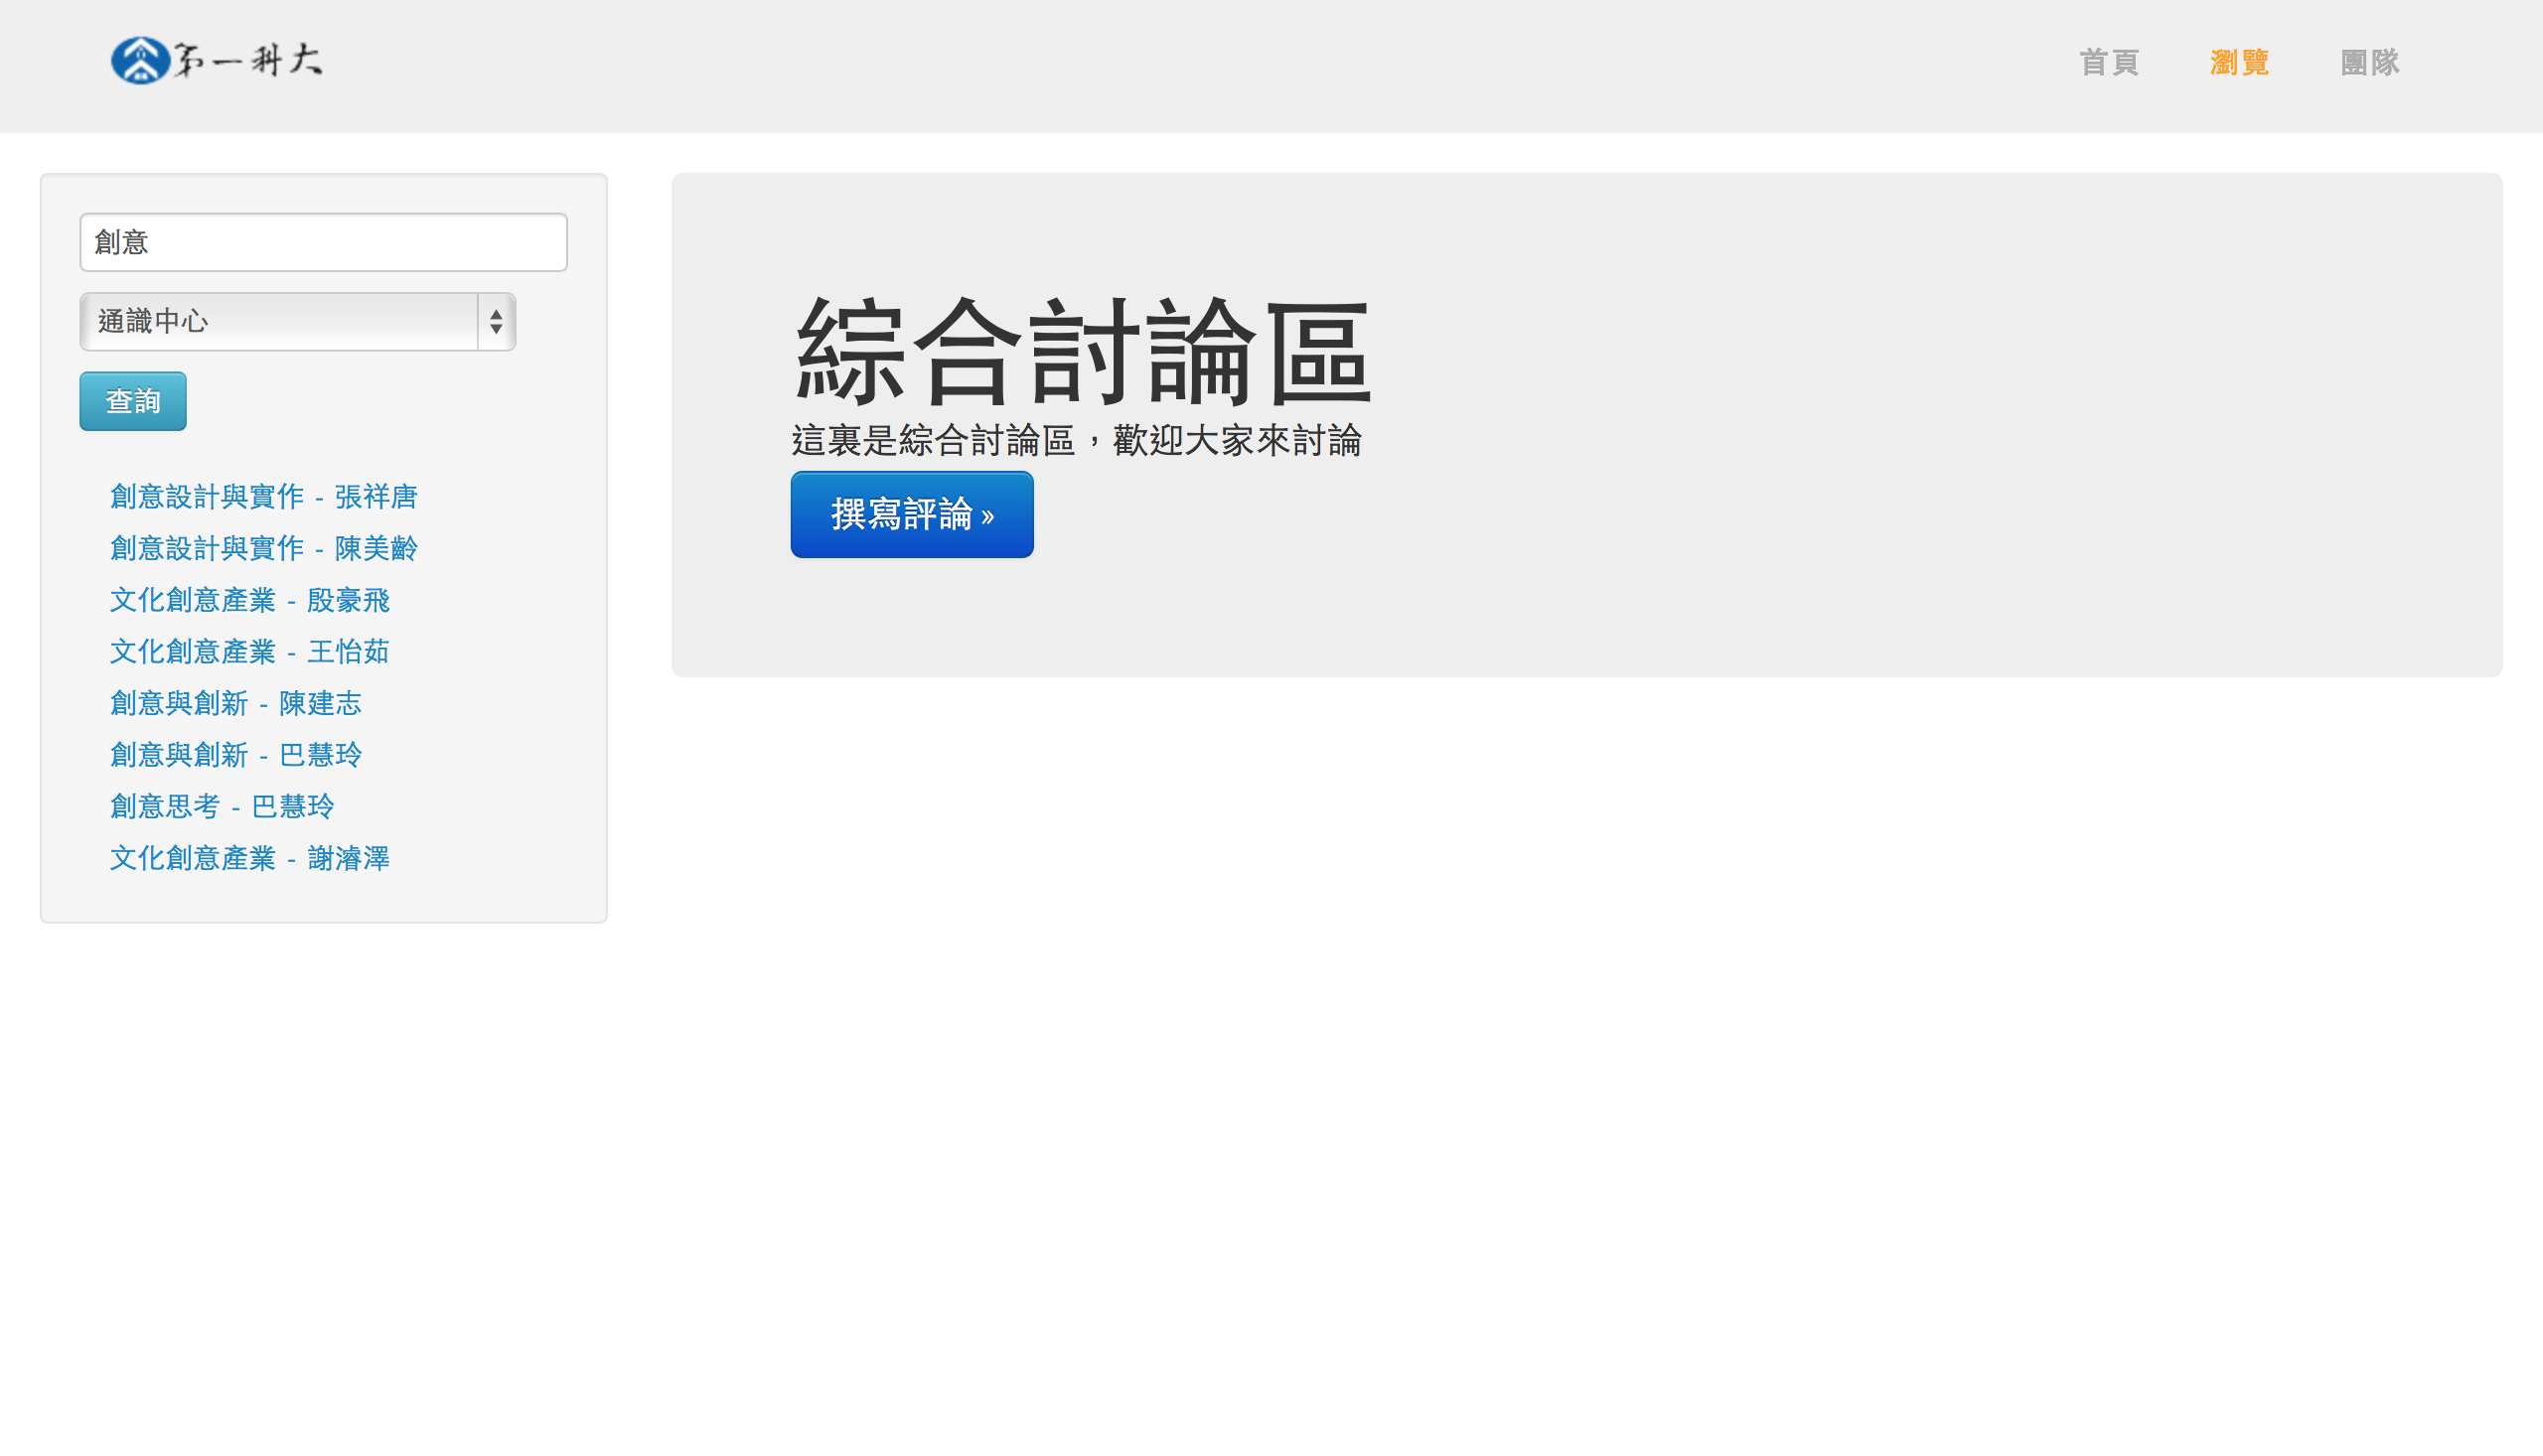 第一科大
首頁 瀏覽 團隊
創意
通識中心
查詢
創意設計與實作 - 張祥唐
創意設計與實作 - 陳美齡
文化創意產業 - 殷豪飛
文化創意產業 - 王怡茹
創意與創新 - 陳建志
創意與創新 - 巴慧玲
創意思考 - 巴慧玲
文化創意產業 - 謝濬澤
綜合討論區
這裏是綜合討論區，歡迎大家來討論
撰寫評論 »